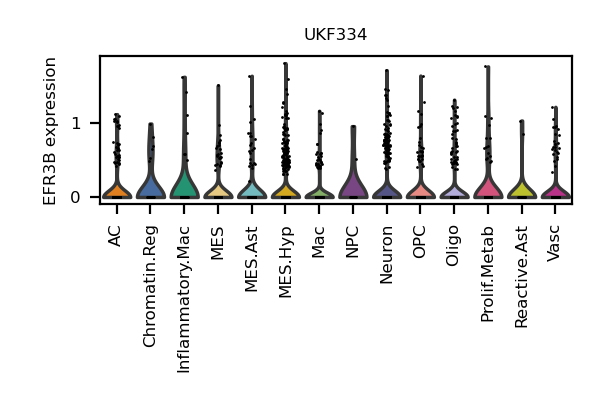 UKF334
EFR3B expression
1
0
AC
Chromatin.Reg
Inflammatory.Mac
MES
MES.Ast
MES.Hyp
Mac
NPC
Neuron
OPC
Oligo
Prolif.Metab
Reactive.Ast
Vasc